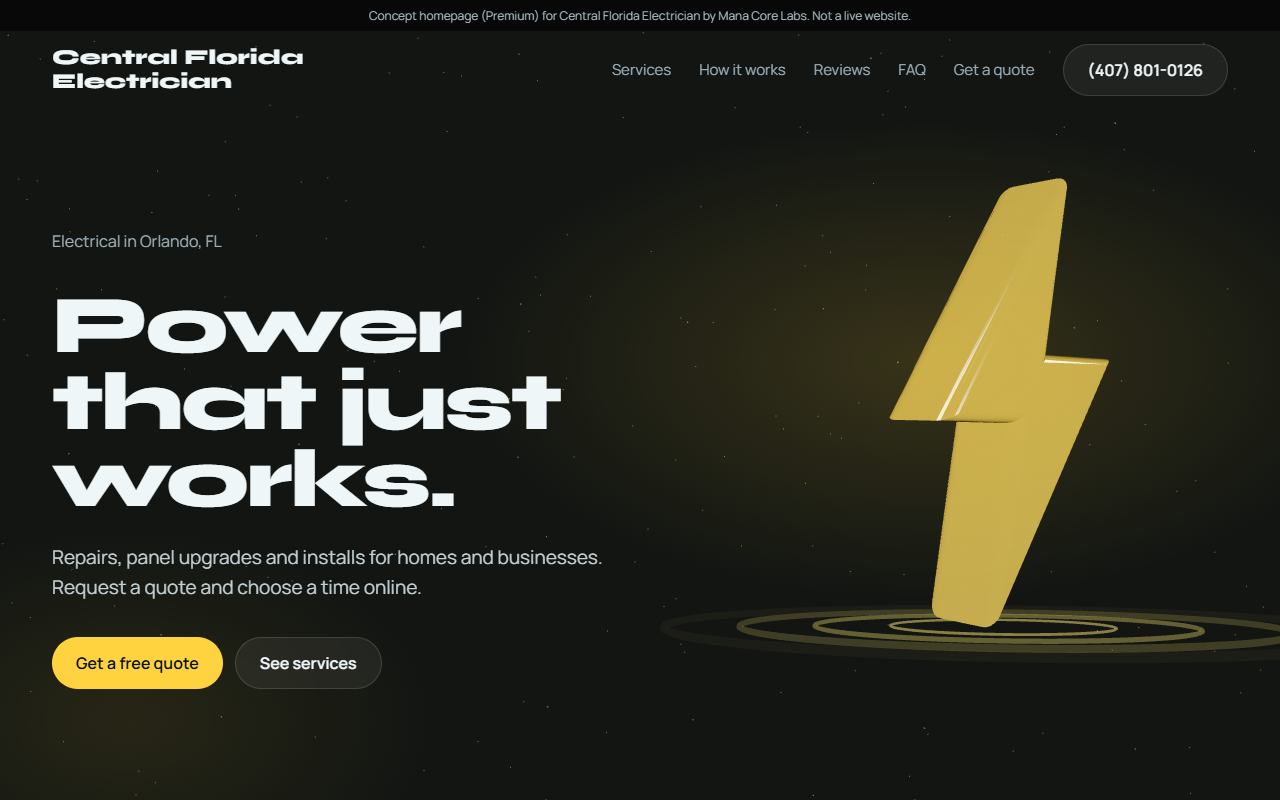 Concept homepage (Premium) for Central Florida Electrician by Mana Core Labs. Not a live website.
Central Florida
Electrician
Services
How it works
Reviews
FAQ
Get a quote
(407) 801-0126
Electrical in Orlando, FL
Power
that just
works.
Repairs, panel upgrades and installs for homes and businesses.
Request a quote and choose a time online.
Get a free quote
See services